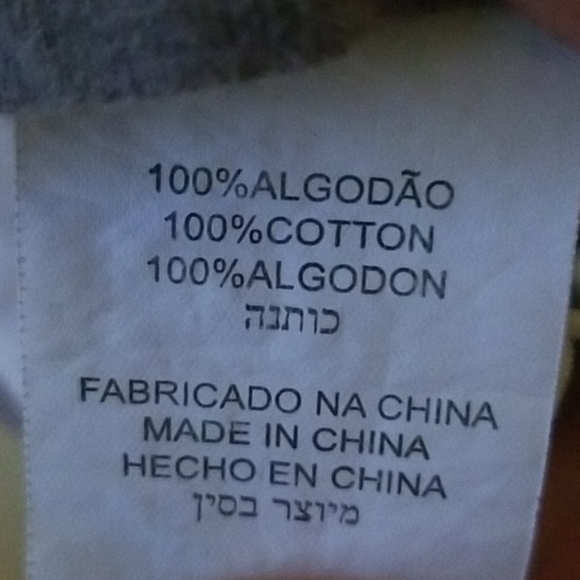 100%ALGODÃO
100%COTTON
100%ALGODON
כותנה
FABRICADO NA CHINA
MADE IN CHINA
HECHO EN CHINA
מיוצר בסין